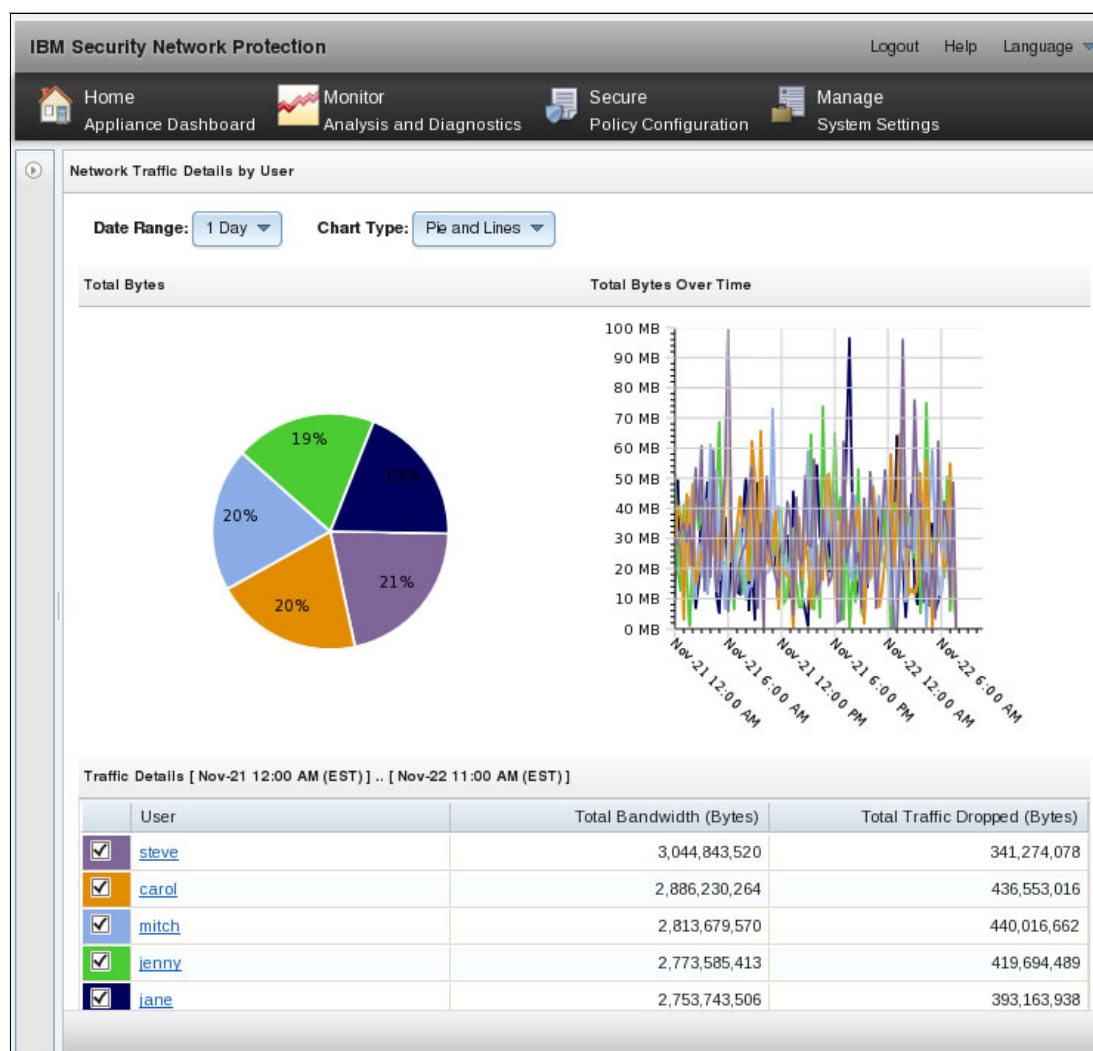 IBM Security Network Protection
Logout Help Language
Home
Appliance Dashboard
Monitor
Analysis and Diagnostics
Secure
Policy Configuration
Manage
System Settings
Network Traffic Details by User
Date Range: 1 Day Chart Type: Pie and Lines
Total Bytes
19%
19%
20%
21%
20%
Total Bytes Over Time
100 MB
90 MB
80 MB
70 MB
60 MB
50 MB
40 MB
30 MB
20 MB
10 MB
0 MB
Nov-21 12:00 AM
Nov-21 6:00 AM
Nov-21 12:00 PM
Nov-21 6:00 PM
Nov-22 12:00 AM
Nov-22 6:00 AM
Traffic Details [ Nov-21 12:00 AM (EST) ] .. [ Nov-22 11:00 AM (EST) ]
User Total Bandwidth (Bytes) Total Traffic Dropped (Bytes)
steve 3,044,843,520 341,274,078
carol 2,886,230,264 436,553,016
mitch 2,813,679,570 440,016,662
jenny 2,773,585,413 419,694,489
jane 2,753,743,506 393,163,938